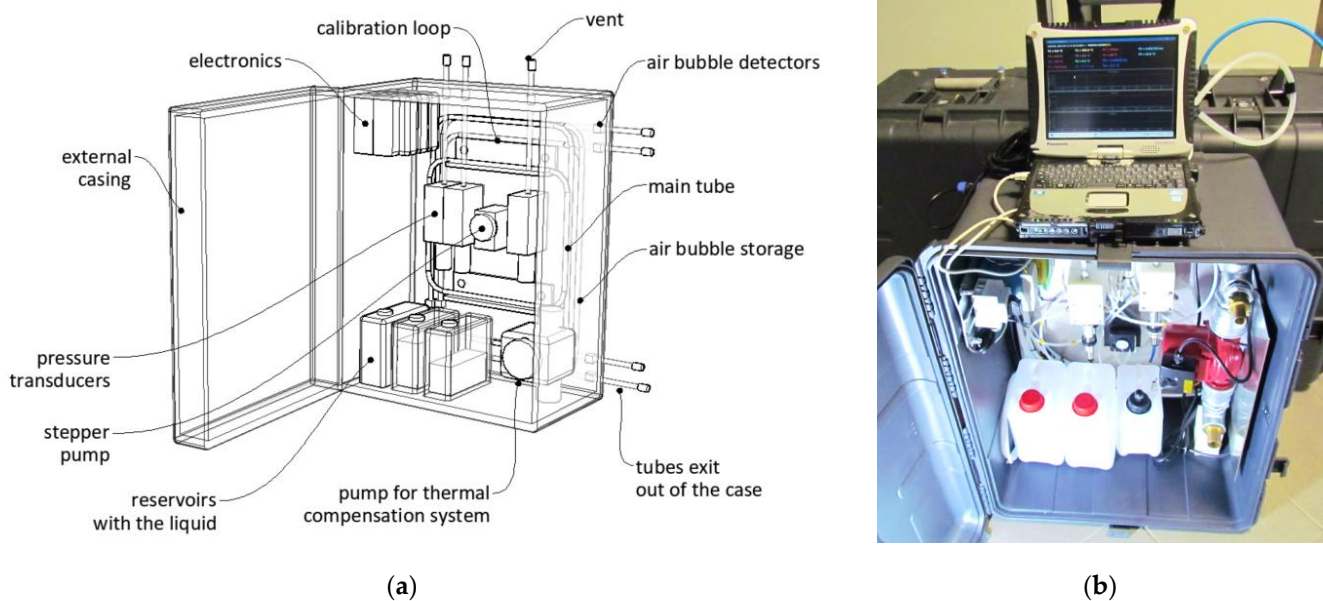 calibration loop
vent
electronics
air bubble detectors
external
casing
main tube
air bubble storage
pressure
transducers
stepper
pump
reservoirs
with the liquid
pump for thermal
compensation system
tubes exit
out of the case
Panasonic
(a)
(b)